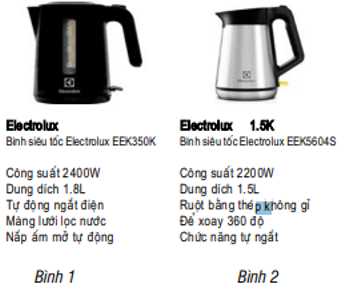 Electrolux
Bình siêu tốc Electrolux EEK350K
Công suất 2400W
Dung dích 1.8L
Tự động ngắt điện
Màng lưới lọc nước
Nắp ấm mở tự động
Bình 1
Electrolux 1.5K
Bình siêu tốc Electrolux EEK5604S
Công suất 2200W
Dung dích 1.5L
Ruột bằng thép không gỉ
Đế xoay 360 độ
Chức năng tự ngắt
Bình 2